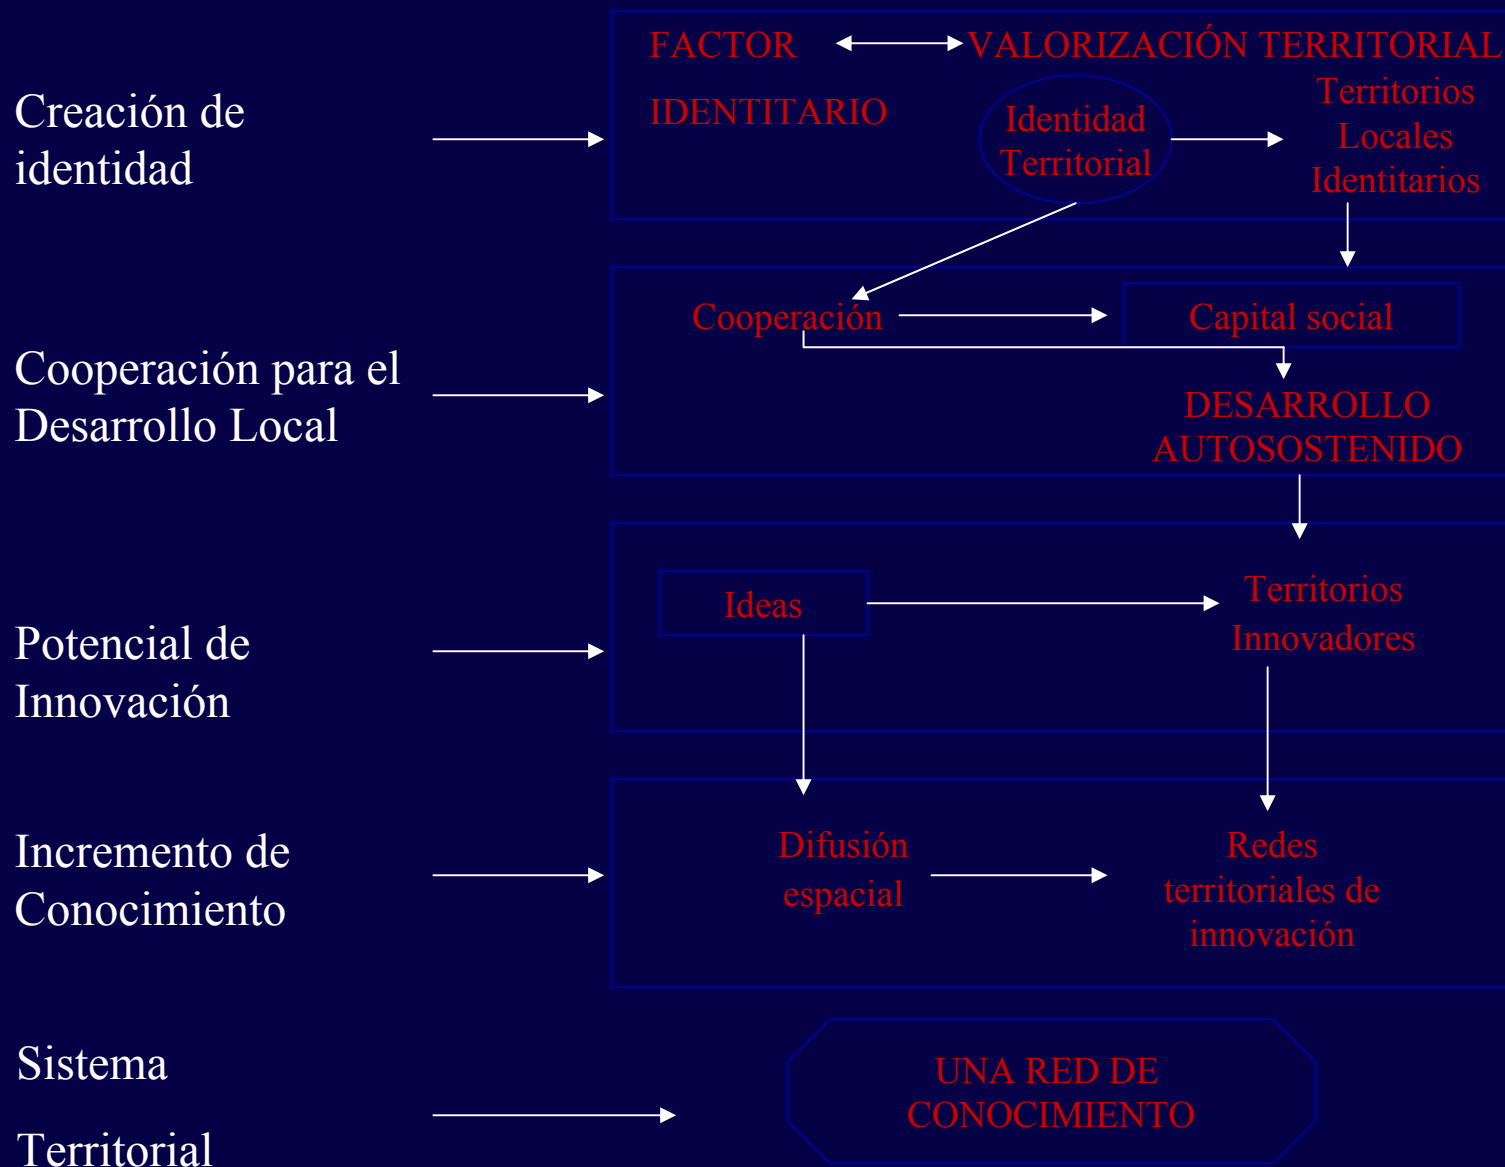 Creación de
identidad
FACTOR
IDENTITARIO
VALORIZACIÓN TERRITORIAL
Identidad
Territorial
Territorios
Locales
Identitarios
Cooperación para el
Desarrollo Local
Cooperación
Capital social
DESARROLLO
AUTOSOSTENIDO
Potencial de
Innovación
Ideas
Territorios
Innovadores
Incremento de
Conocimiento
Difusión
espacial
Redes
territoriales de
innovación
Sistema
Territorial
UNA RED DE
CONOCIMIENTO